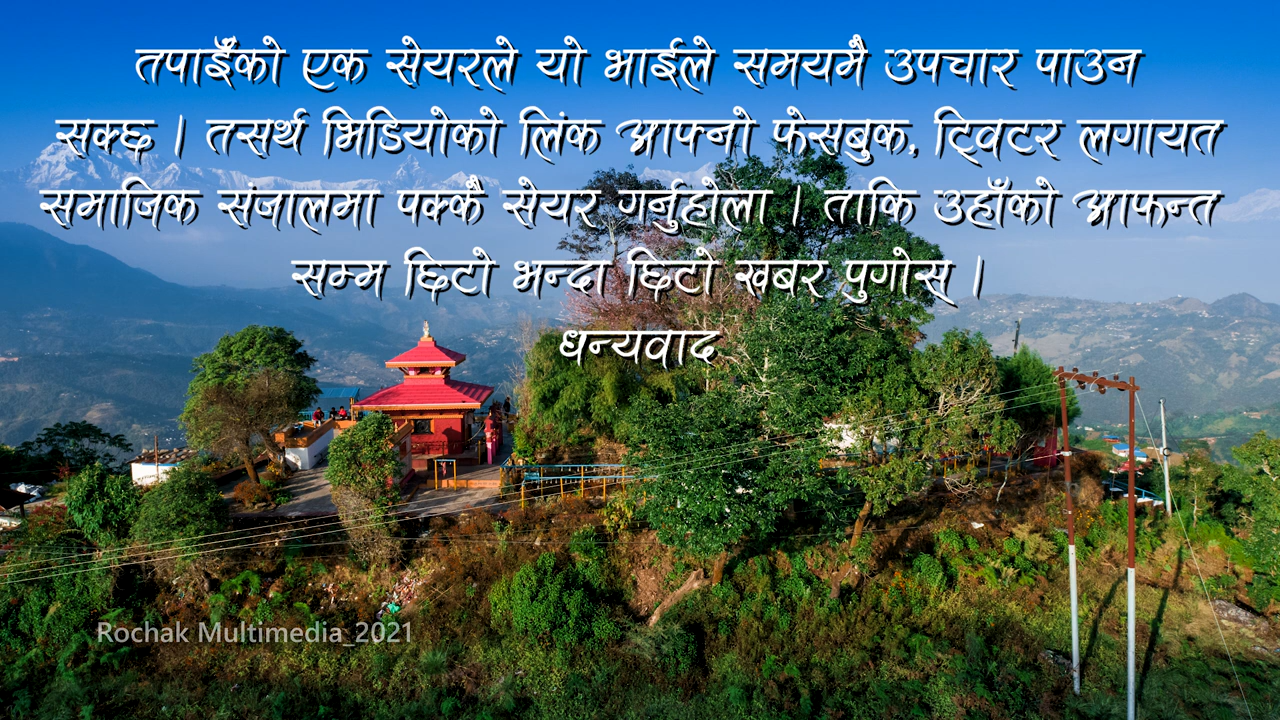 तपाइँको एक सेयरले यो भाईले समयमै उपचार पाउन
सक्छ । तसर्थ भिडियोको लिंक आफ्नो फेसबुक, ट्विटर लगायत
समाजिक संजालमा पक्कै सेयर गर्नुहोला । ताकि उहाँको आफन्त
सम्म छिटो भन्दा छिटो खबर पुगोस् ।
धन्यवाद
Rochak Multimedia_2021